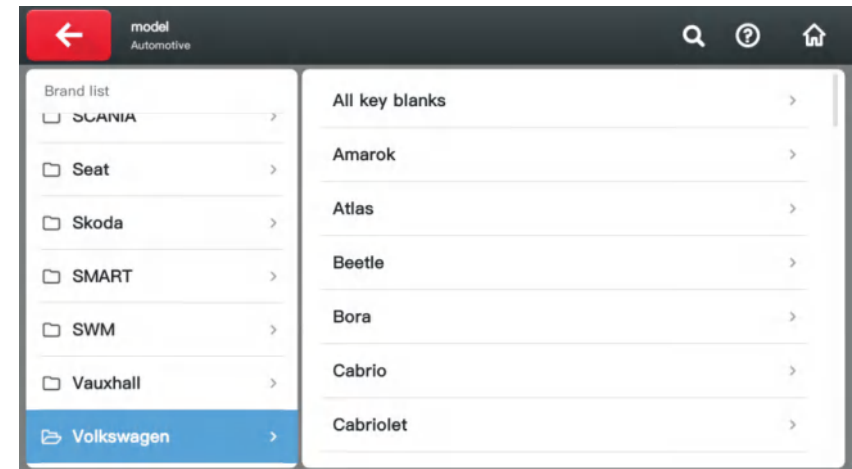 model
Automotive
Brand list
SCANIA
Seat
Skoda
SMART
SWM
Vauxhall
Volkswagen
All key blanks
Amarok
Atlas
Beetle
Bora
Cabrio
Cabriolet